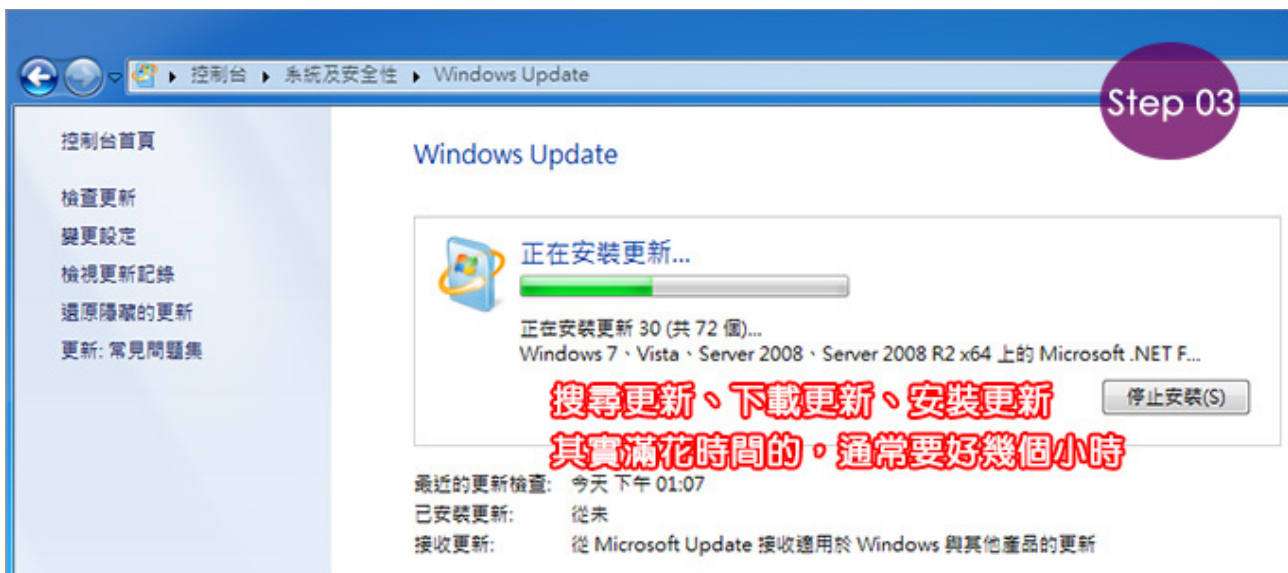 控制台 ▸ 系統及安全性 ▸ Windows Update
Step 03
控制台首頁
檢查更新
變更設定
檢視更新記錄
還原隱藏的更新
更新: 常見問題集
Windows Update
正在安裝更新...
正在安裝更新 30 (共 72 個)...
Windows 7、Vista、Server 2008、Server 2008 R2 x64 上的 Microsoft .NET F...
搜尋更新、下載更新、安裝更新
停止安裝(S)
其實滿花時間的，通常要好幾個小時
最近的更新檢查: 今天 下午 01:07
已安裝更新: 從未
接收更新: 從 Microsoft Update 接收適用於 Windows 與其他產品的更新